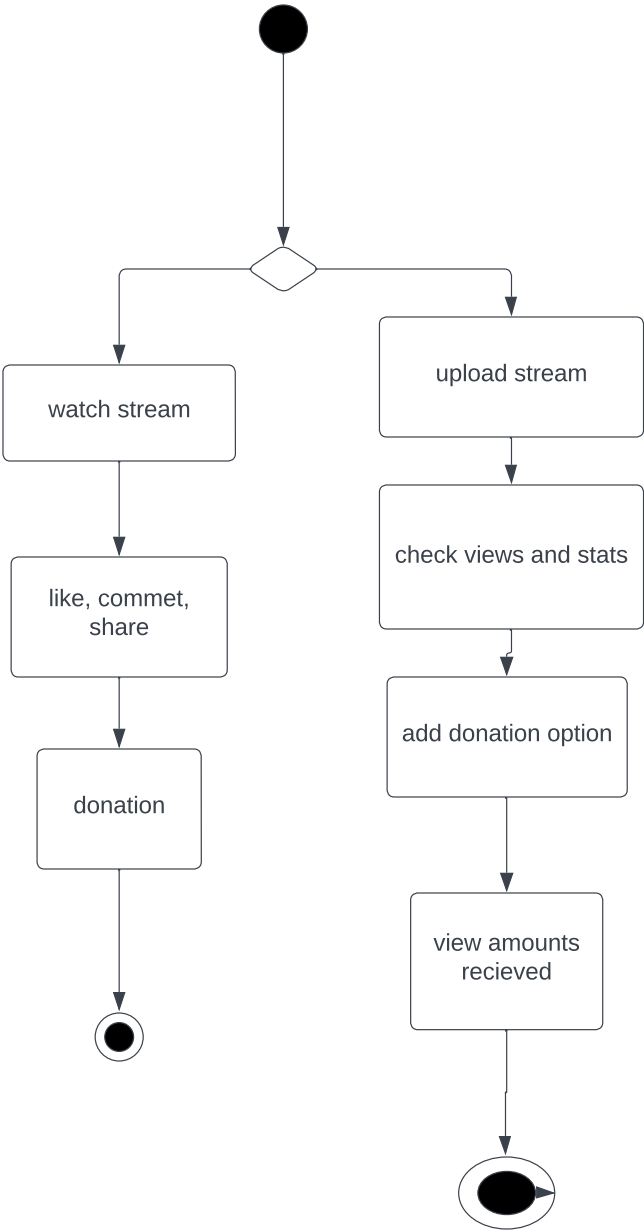 watch stream
like, commet,
share
donation
upload stream
check views and stats
add donation option
view amounts
recieved